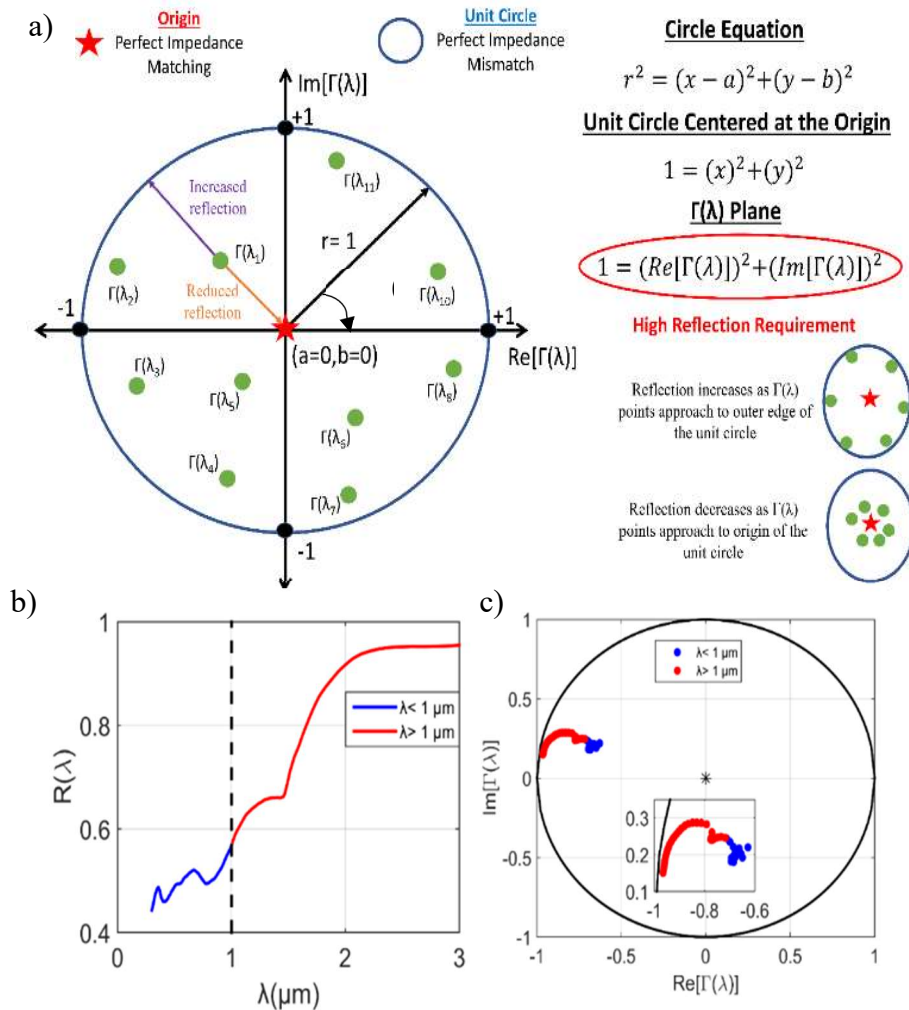 a)
Origin
Perfect Impedance
Matching
Unit Circle
Perfect Impedance
Mismatch
Im[Γ(λ)]
+1
Γ(λ₁₁)
Increased
reflection
r= 1
Γ(λ₁)
Γ(λ₂)
Reduced
reflection
Γ(λ₁₀)
-1
+1
(a=0,b=0)
Re[Γ(λ)]
Γ(λ₃)
Γ(λ₅)
Γ(λ₈)
Γ(λ₆)
Γ(λ₄)
Γ(λ₇)
-1
Circle Equation
r² = (x − a)²+(y − b)²
Unit Circle Centered at the Origin
1 = (x)²+(y)²
Γ(λ) Plane
1 = (Re[Γ(λ)])²+(Im[Γ(λ)])²
High Reflection Requirement
Reflection increases as Γ(λ)
points approach to outer edge of
the unit circle
Reflection decreases as Γ(λ)
points approach to origin of the
unit circle
b)
1
0.8
0.6
0.4
R(λ)
λ< 1 μm
λ> 1 μm
0 1 2 3
λ(μm)
c)
1
0.5
0
-0.5
-1
Im[Γ(λ)]
λ< 1 μm
λ> 1 μm
0.3
0.2
0.1
-1 -0.8 -0.6
-1 -0.5 0 0.5 1
Re[Γ(λ)]